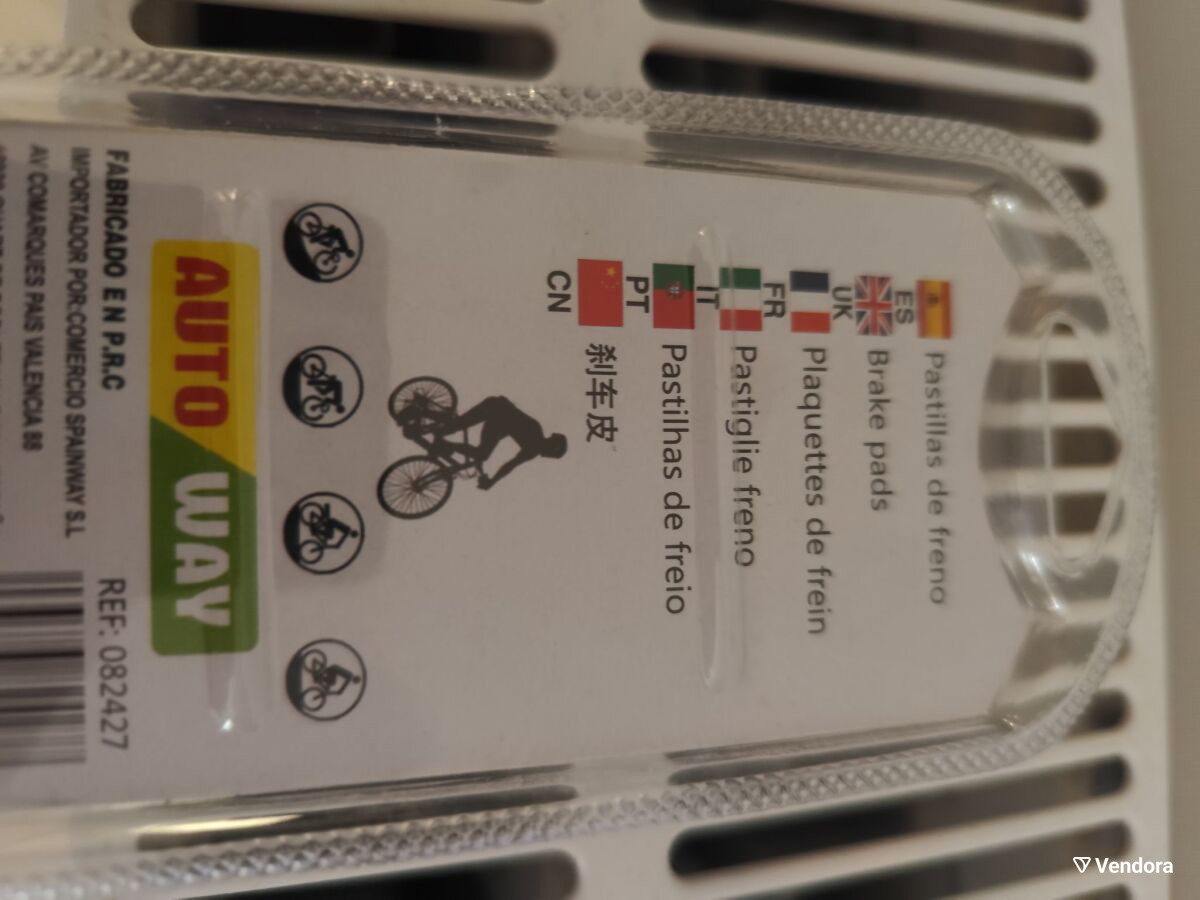 ES Pastillas de freno
UK Brake pads
FR Plaquettes de frein
IT Pastiglie freno
PT Pastilhas de freio
CN 刹车皮
AUTO WAY
FABRICADO EN P.R.C
REF: 082427
IMPORTADOR POR:COMERCIO SPAINWAY S.L
AV COMARQUES PAIS VALENCIA 88
Vendora